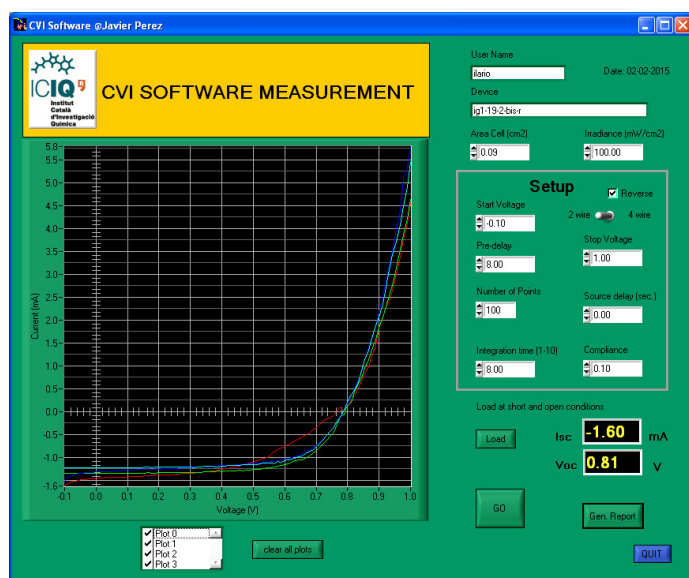 CVI Software @Javier Perez
ICIQ
Institut
Català
d'Investigació
Química
CVI SOFTWARE MEASUREMENT
User Name
ilario
Date: 02-02-2015
Device
ig1-19-2-bis-r
Area Cell (cm2)
Irradiance (mW/cm2)
0.09
100.00
Setup
Reverse
Start Voltage
2 wire
4 wire
-0.10
Pre-delay
Stop Voltage
8.00
1.00
Number of Points
Source delay (sec.)
100
0.00
Integration time (1-10)
Compliance
8.00
0.10
Load at short and open conditions
Load
Isc
-1.60
mA
Voc
0.81
V
GO
Gen. Report
QUIT
5.8
5.5
5.0
4.5
4.0
3.5
3.0
2.5
2.0
1.5
1.0
0.5
0.0
-0.5
-1.0
-1.6
Current (mA)
-0.1 0.0 0.1 0.2 0.3 0.4 0.5 0.6 0.7 0.8 0.9 1.0
Voltage (V)
Plot 0
Plot 1
Plot 2
Plot 3
clear all plots